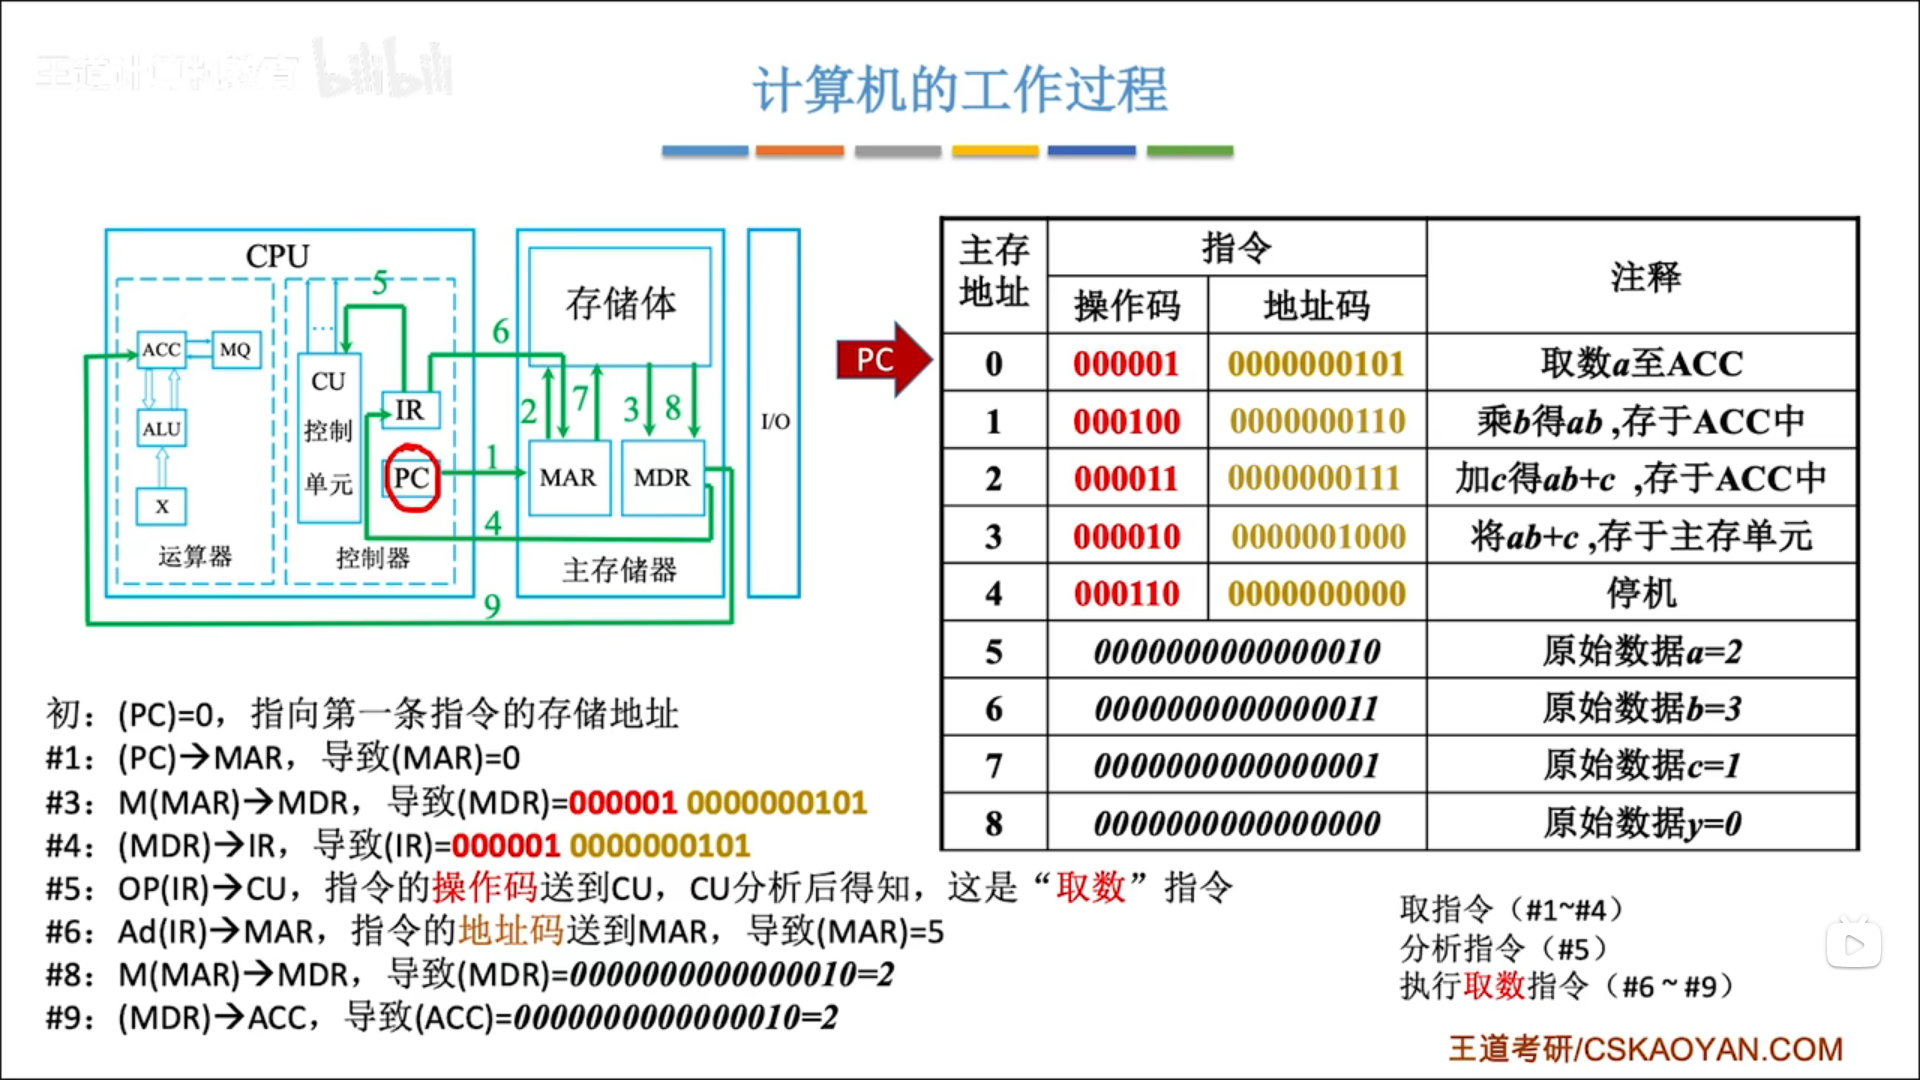 王道计算机教育 bilibili
计算机的工作过程
CPU
5
6
ACC
MQ
...
CU
控制
单元
IR
PC
ALU
X
运算器
控制器
1
4
9
存储体
2
7
3
8
MAR
MDR
主存储器
I/O
PC
主存地址 指令 注释
操作码 地址码
0 000001 0000000101 取数a至ACC
1 000100 0000000110 乘b得ab ,存于ACC中
2 000011 0000000111 加c得ab+c ,存于ACC中
3 000010 0000001000 将ab+c ,存于主存单元
4 000110 0000000000 停机
5 0000000000000010 原始数据a=2
6 0000000000000011 原始数据b=3
7 0000000000000001 原始数据c=1
8 0000000000000000 原始数据y=0
初：(PC)=0，指向第一条指令的存储地址
#1：(PC)→MAR，导致(MAR)=0
#3：M(MAR)→MDR，导致(MDR)=000001 0000000101
#4：(MDR)→IR，导致(IR)=000001 0000000101
#5：OP(IR)→CU，指令的操作码送到CU，CU分析后得知，这是“取数”指令
#6：Ad(IR)→MAR，指令的地址码送到MAR，导致(MAR)=5
#8：M(MAR)→MDR，导致(MDR)=0000000000000010=2
#9：(MDR)→ACC，导致(ACC)=0000000000000010=2
取指令（#1~#4）
分析指令（#5）
执行取数指令（#6 ~ #9）
王道考研/CSKAOYAN.COM